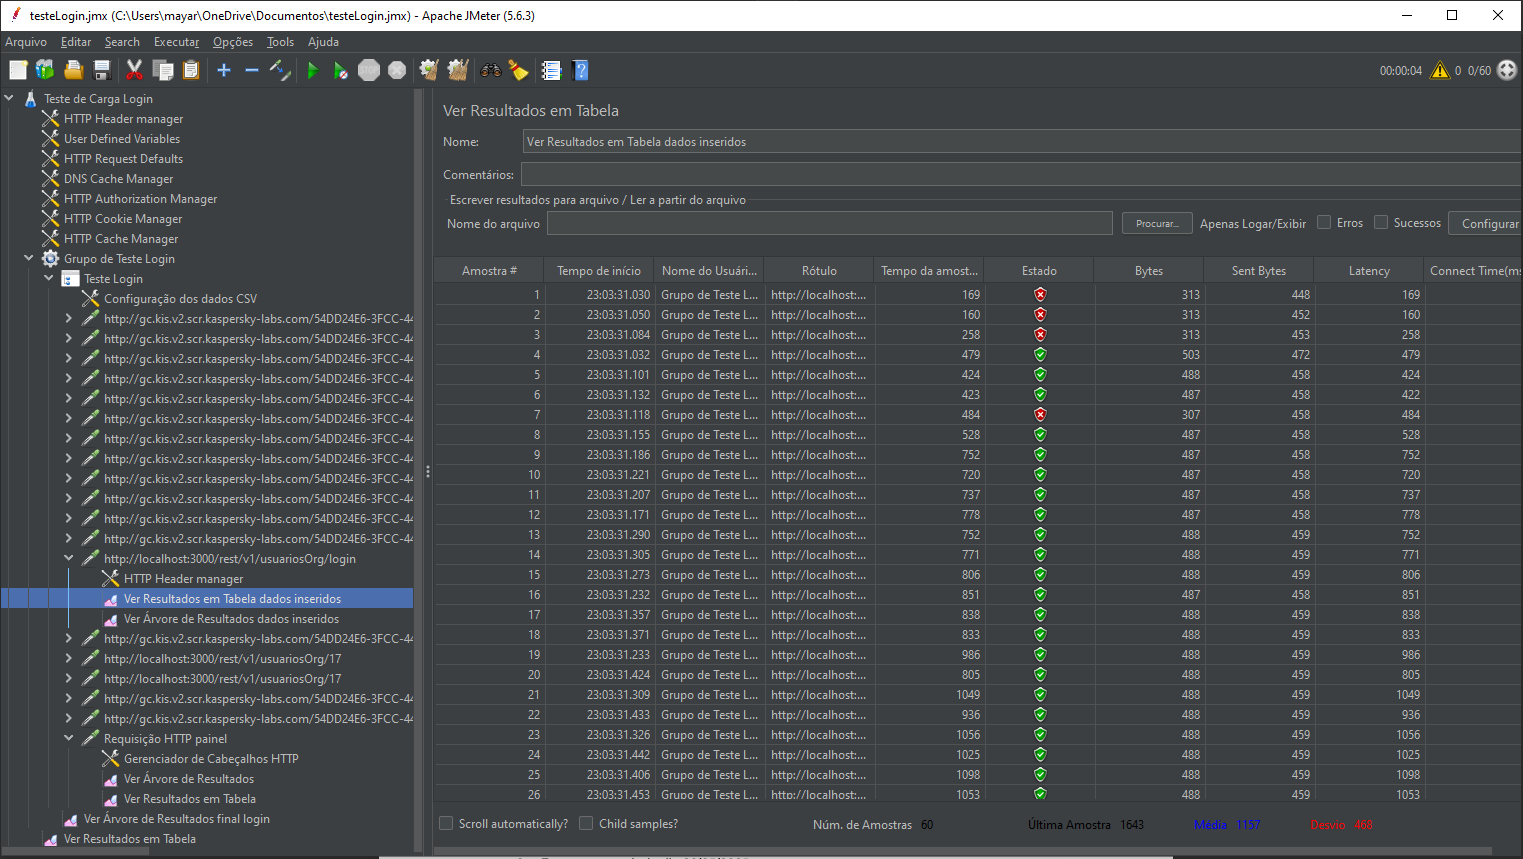 testeLogin.jmx (C:\Users\mayar\OneDrive\Documentos\testeLogin.jmx) - Apache JMeter (5.6.3)
Arquivo Editar Search Executar Opções Tools Ajuda
00:00:04 0 0/60
Teste de Carga Login
HTTP Header manager
User Defined Variables
HTTP Request Defaults
DNS Cache Manager
HTTP Authorization Manager
HTTP Cookie Manager
HTTP Cache Manager
Grupo de Teste Login
Teste Login
Configuração dos dados CSV
http://gc.kis.v2.scr.kaspersky-labs.com/54DD24E6-3FCC-44
http://gc.kis.v2.scr.kaspersky-labs.com/54DD24E6-3FCC-44
http://gc.kis.v2.scr.kaspersky-labs.com/54DD24E6-3FCC-44
http://gc.kis.v2.scr.kaspersky-labs.com/54DD24E6-3FCC-44
http://gc.kis.v2.scr.kaspersky-labs.com/54DD24E6-3FCC-44
http://gc.kis.v2.scr.kaspersky-labs.com/54DD24E6-3FCC-44
http://gc.kis.v2.scr.kaspersky-labs.com/54DD24E6-3FCC-44
http://gc.kis.v2.scr.kaspersky-labs.com/54DD24E6-3FCC-44
http://gc.kis.v2.scr.kaspersky-labs.com/54DD24E6-3FCC-44
http://gc.kis.v2.scr.kaspersky-labs.com/54DD24E6-3FCC-44
http://gc.kis.v2.scr.kaspersky-labs.com/54DD24E6-3FCC-44
http://gc.kis.v2.scr.kaspersky-labs.com/54DD24E6-3FCC-44
http://localhost:3000/rest/v1/usuariosOrg/login
HTTP Header manager
Ver Resultados em Tabela dados inseridos
Ver Árvore de Resultados dados inseridos
http://gc.kis.v2.scr.kaspersky-labs.com/54DD24E6-3FCC-44
http://localhost:3000/rest/v1/usuariosOrg/17
http://localhost:3000/rest/v1/usuariosOrg/17
http://gc.kis.v2.scr.kaspersky-labs.com/54DD24E6-3FCC-44
http://gc.kis.v2.scr.kaspersky-labs.com/54DD24E6-3FCC-44
Requisição HTTP painel
Gerenciador de Cabeçalhos HTTP
Ver Árvore de Resultados
Ver Resultados em Tabela
Ver Árvore de Resultados final login
Ver Resultados em Tabela
Ver Resultados em Tabela
Nome: Ver Resultados em Tabela dados inseridos
Comentários:
Escrever resultados para arquivo / Ler a partir do arquivo
Nome do arquivo Procurar... Apenas Logar/Exibir Erros Sucessos Configurar
Amostra # Tempo de início Nome do Usuári... Rótulo Tempo da amost... Estado Bytes Sent Bytes Latency Connect Time(ms
1 23:03:31.030 Grupo de Teste L... http://localhost:... 169 313 448 169
2 23:03:31.050 Grupo de Teste L... http://localhost:... 160 313 452 160
3 23:03:31.084 Grupo de Teste L... http://localhost:... 258 313 453 258
4 23:03:31.032 Grupo de Teste L... http://localhost:... 479 503 472 479
5 23:03:31.101 Grupo de Teste L... http://localhost:... 424 488 458 424
6 23:03:31.132 Grupo de Teste L... http://localhost:... 423 487 458 422
7 23:03:31.118 Grupo de Teste L... http://localhost:... 484 307 458 484
8 23:03:31.155 Grupo de Teste L... http://localhost:... 528 487 458 528
9 23:03:31.186 Grupo de Teste L... http://localhost:... 752 487 458 752
10 23:03:31.221 Grupo de Teste L... http://localhost:... 720 487 458 720
11 23:03:31.207 Grupo de Teste L... http://localhost:... 737 487 458 737
12 23:03:31.171 Grupo de Teste L... http://localhost:... 778 487 458 778
13 23:03:31.290 Grupo de Teste L... http://localhost:... 752 488 459 752
14 23:03:31.305 Grupo de Teste L... http://localhost:... 771 488 459 771
15 23:03:31.273 Grupo de Teste L... http://localhost:... 806 488 459 806
16 23:03:31.232 Grupo de Teste L... http://localhost:... 851 487 458 851
17 23:03:31.357 Grupo de Teste L... http://localhost:... 838 488 459 838
18 23:03:31.371 Grupo de Teste L... http://localhost:... 833 488 459 833
19 23:03:31.233 Grupo de Teste L... http://localhost:... 986 488 459 986
20 23:03:31.424 Grupo de Teste L... http://localhost:... 805 488 459 805
21 23:03:31.309 Grupo de Teste L... http://localhost:... 1049 488 459 1049
22 23:03:31.433 Grupo de Teste L... http://localhost:... 936 488 459 936
23 23:03:31.326 Grupo de Teste L... http://localhost:... 1056 488 459 1056
24 23:03:31.442 Grupo de Teste L... http://localhost:... 1025 488 459 1025
25 23:03:31.406 Grupo de Teste L... http://localhost:... 1098 488 459 1098
26 23:03:31.453 Grupo de Teste L... http://localhost:... 1053 488 459 1053
Scroll automatically? Child samples? Núm. de Amostras 60 Última Amostra 1643 Média 1157 Desvio 468